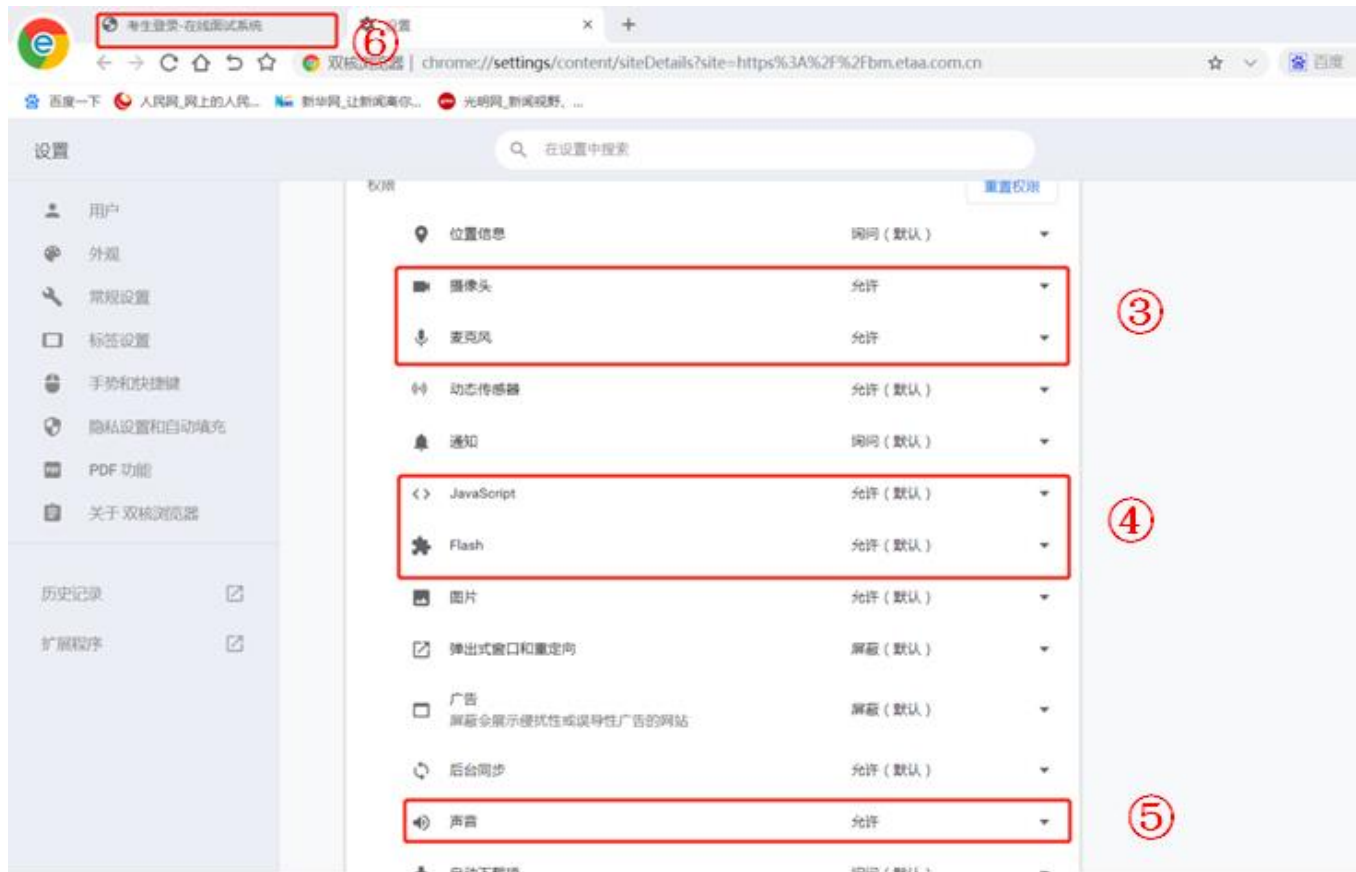 考生登录-在线面试系统
⑥
双核浏览器 | chrome://settings/content/siteDetails?site=https%3A%2F%2Fbm.etaa.com.cn
百度
百度一下 人民网_网上的人民... 新华网_让新闻离你... 光明网_新闻视野、...
设置
在设置中搜索
权限 重置权限
用户
外观
常规设置
标签设置
手势和快捷键
隐私设置和自动填充
PDF 功能
关于 双核浏览器
历史记录
扩展程序
位置信息 询问（默认）
摄像头 允许
③
麦克风 允许
动态传感器 允许（默认）
通知 询问（默认）
JavaScript 允许（默认）
④
Flash 允许（默认）
图片 允许（默认）
弹出式窗口和重定向 屏蔽（默认）
广告
屏蔽会展示侵扰性或误导性广告的网站 屏蔽（默认）
后台同步 允许（默认）
声音 允许
⑤